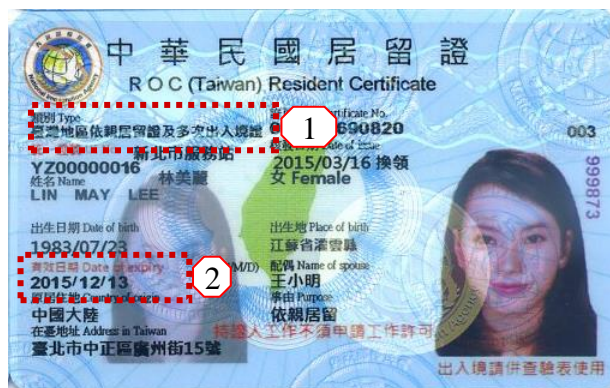 中華民國居留證
ROC (Taiwan) Resident Certificate
類別 Type
臺灣地區依親居留證及多次出入境證
1
690820
003
新北市服務站
2015/03/16 換領
YZ00000016
林美麗
女 Female
姓名 Name
LIN MAY LEE
999873
出生日期 Date of birth
出生地 Place of birth
1983/07/23
江蘇省灌雲縣
有效日期 Date of expiry
2
配偶 Name of spouse
2015/12/13
王小明
原居住地 Country of origin
事由 Purpose
中國大陸
依親居留
在臺地址 Address in Taiwan
持證人工作不須申請工作許可
臺北市中正區廣州街15號
出入境請併查驗表使用